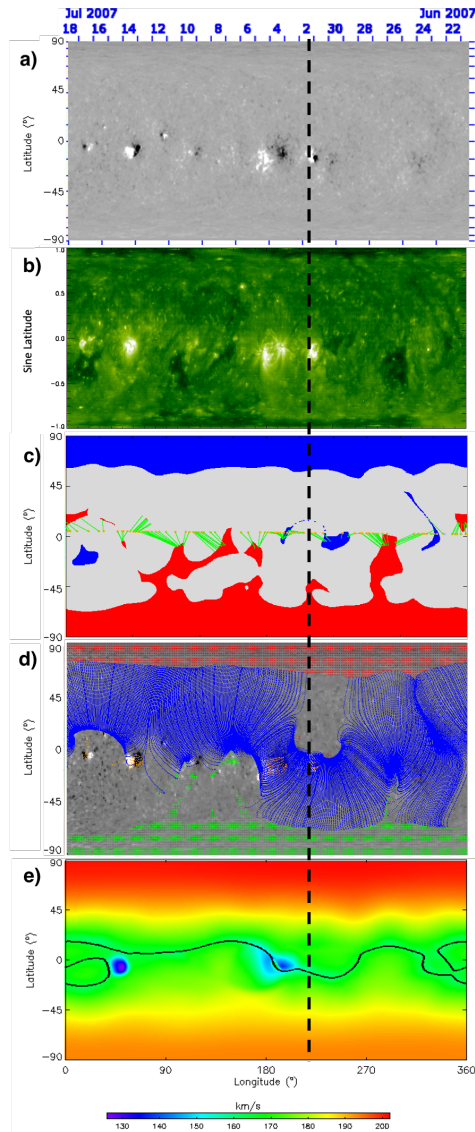 Jul 2007 Jun 2007
18 16 14 12 10 8 6 4 2 30 28 26 24 22
a)
90
45
0
−45
−90
Latitude (°)
b)
1.0
0.5
0.0
−0.5
−1.0
Sine Latitude
c)
90
45
0
−45
−90
Latitude (°)
d)
90
45
0
−45
−90
Latitude (°)
e)
90
45
0
−45
−90
Latitude (°)
0 90 180 270 360
Longitude (°)
km/s
130 140 150 160 170 180 190 200